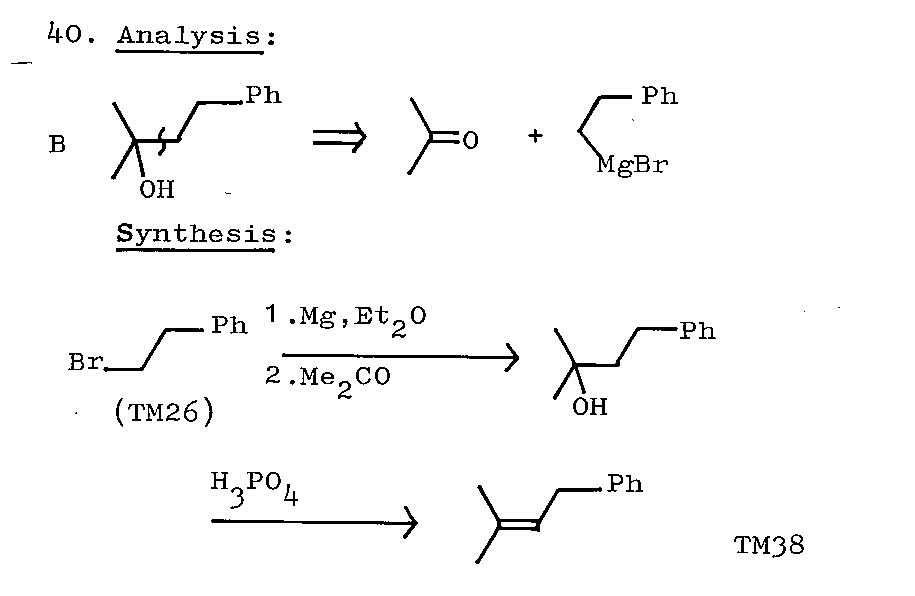 40. Analysis:
Ph
Ph
B
O
+
OH
MgBr
Synthesis:
1.Mg,Et2O
Ph
Ph
Br
2.Me2CO
(TM26)
OH
H3PO4
Ph
TM38